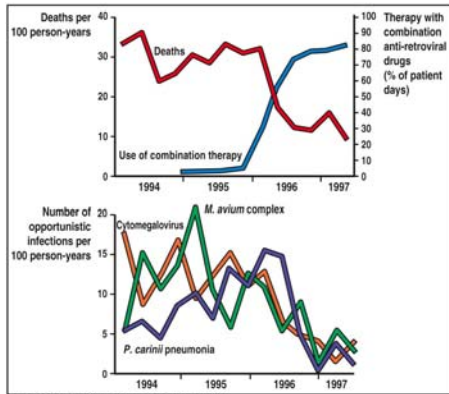 Deaths per
100 person-years
Therapy with
combination
anti-retroviral
drugs
(% of patient
days)
40
30
20
10
0
100
90
80
70
60
50
40
30
20
10
0
Deaths
Use of combination therapy
1994
1995
1996
1997
Number of
opportunistic
infections per
100 person-years
20
15
10
5
0
Cytomegalovirus
M. avium complex
P. carinii pneumonia
1994
1995
1996
1997